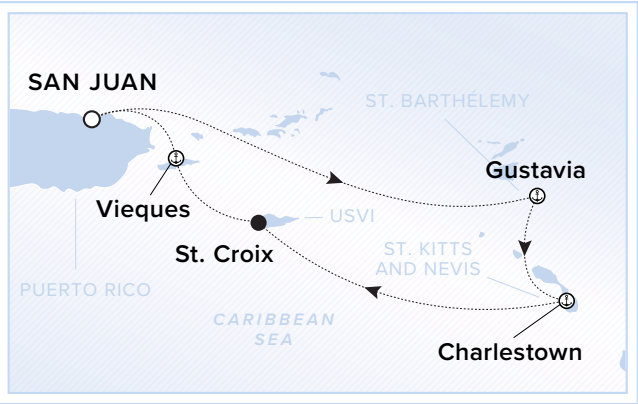 SAN JUAN
ST. BARTHÉLEMY
Gustavia
Vieques
USVI
St. Croix
ST. KITTS
AND NEVIS
PUERTO RICO
CARIBBEAN
SEA
Charlestown